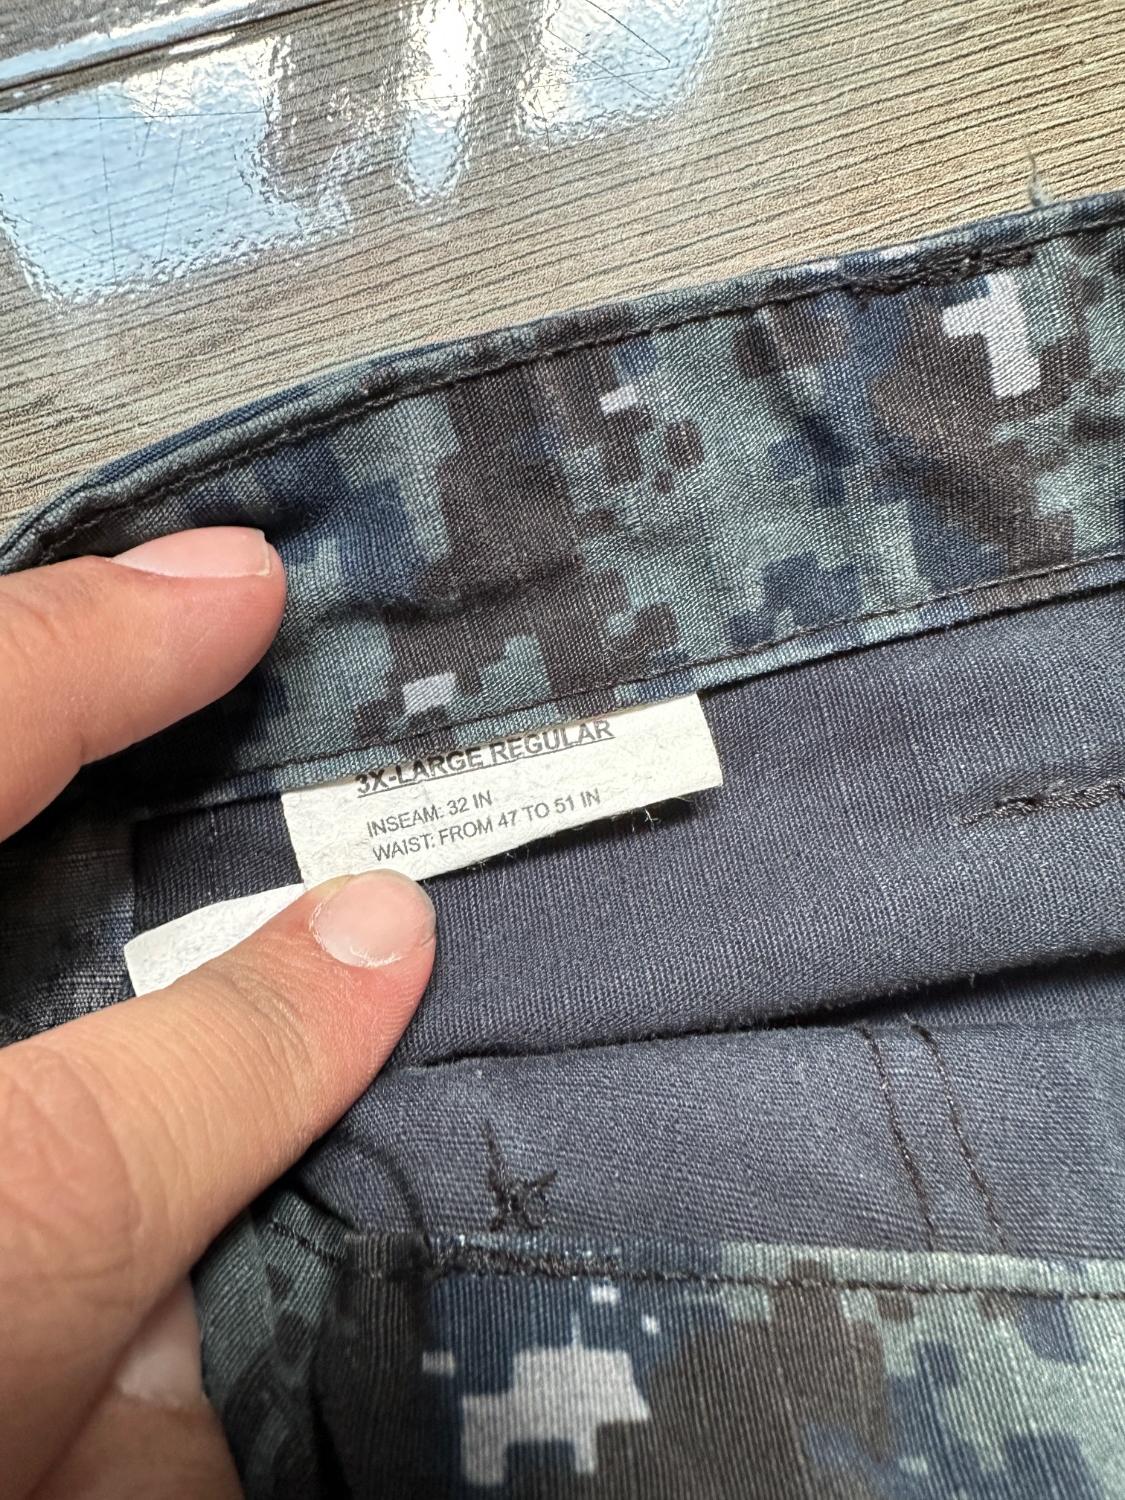 3X-LARGE REGULAR
INSEAM: 32 IN
WAIST: FROM 47 TO 51 IN